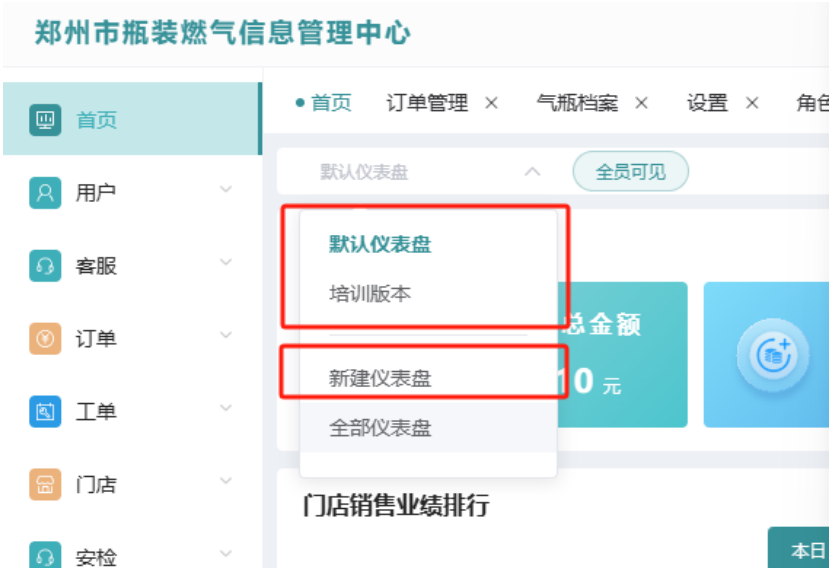 郑州市瓶装燃气信息管理中心
首页
用户
客服
订单
工单
门店
安检
首页 订单管理 × 气瓶档案 × 设置 × 角色
默认仪表盘 全员可见
默认仪表盘
培训版本
新建仪表盘
全部仪表盘
总金额
10 元
门店销售业绩排行
本日